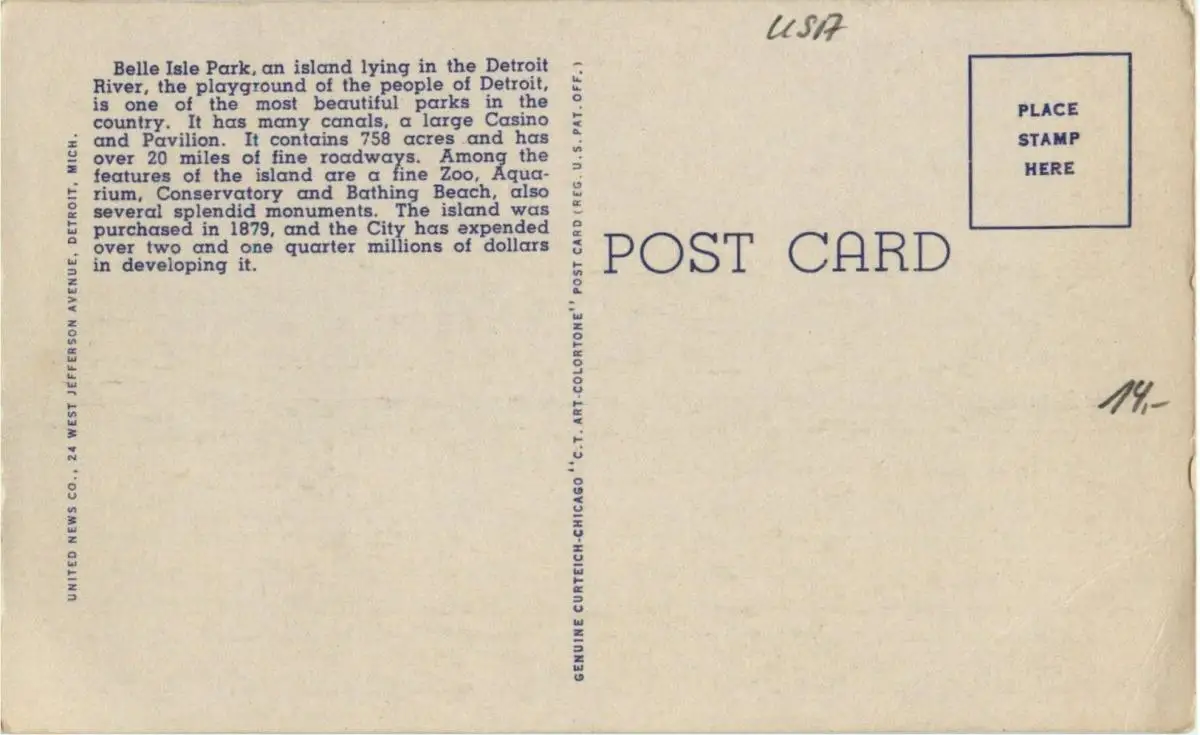 USA
Belle Isle Park, an island lying in the Detroit
River, the playground of the people of Detroit,
is one of the most beautiful parks in the
country. It has many canals, a large Casino
and Pavilion. It contains 758 acres and has
over 20 miles of fine roadways. Among the
features of the island are a fine Zoo, Aqua-
rium, Conservatory and Bathing Beach, also
several splendid monuments. The island was
purchased in 1879, and the City has expended
over two and one quarter millions of dollars
in developing it.
UNITED NEWS CO., 24 WEST JEFFERSON AVENUE, DETROIT, MICH.
GENUINE CURTEICH-CHICAGO "C.T. ART-COLORTONE" POST CARD (REG. U.S. PAT. OFF.)
POST CARD
PLACE
STAMP
HERE
14,-